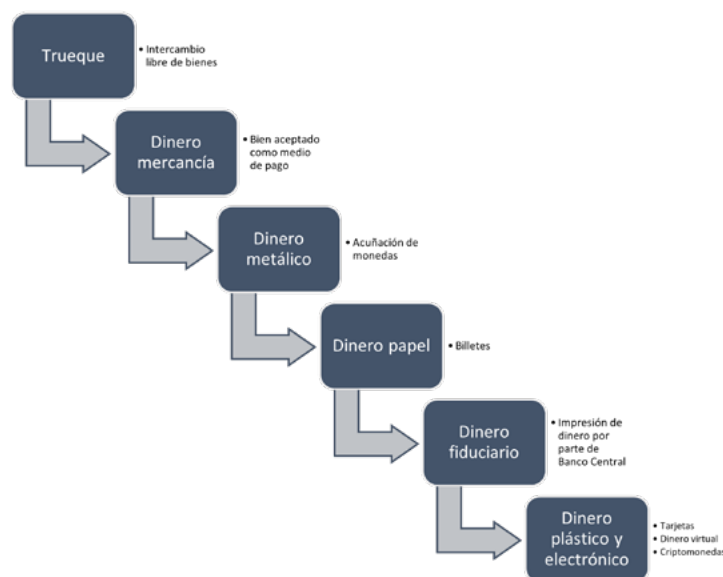 Trueque
• Intercambio
libre de bienes
Dinero
mercancía
• Bien aceptado
como medio
de pago
Dinero
metálico
• Acuñación de
monedas
Dinero papel
• Billetes
Dinero
fiduciario
• Impresión de
dinero por
parte de
Banco Central
Dinero
plástico y
electrónico
• Tarjetas
• Dinero virtual
• Criptomonedas